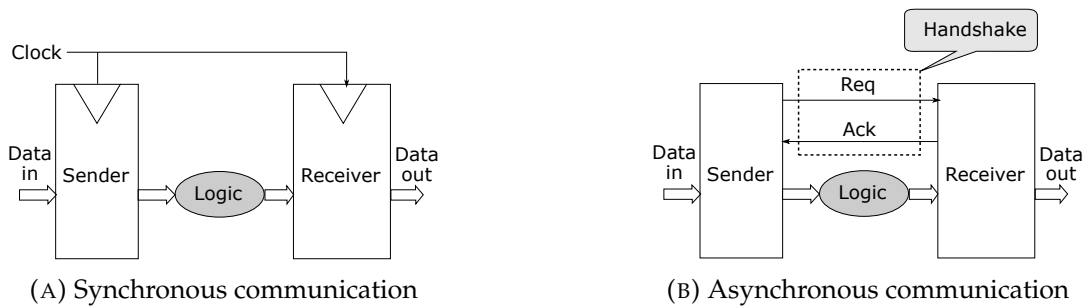 Clock
Data
in
Sender
Logic
Receiver
Data
out
(A) Synchronous communication
Handshake
Req
Ack
Data
in
Sender
Logic
Receiver
Data
out
(B) Asynchronous communication